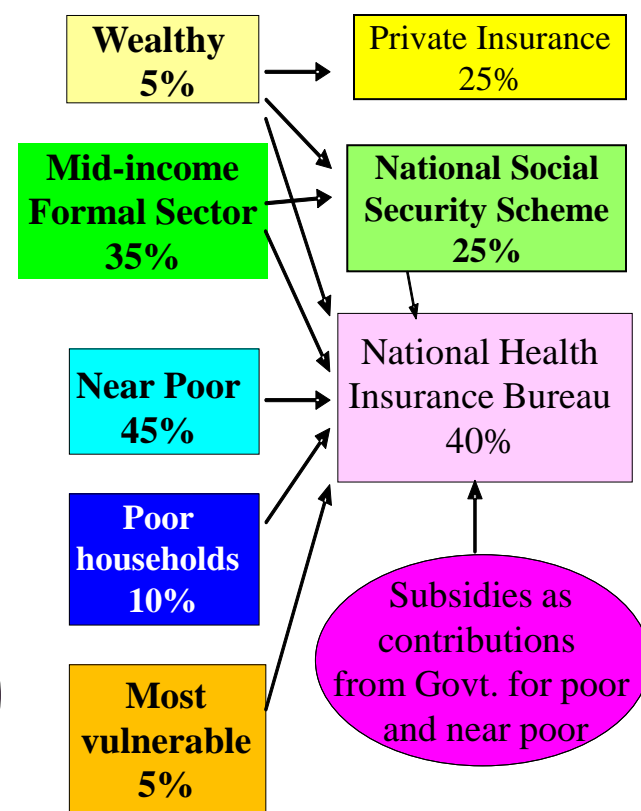 Wealthy
5%
Private Insurance
25%
Mid-income
Formal Sector
35%
National Social
Security Scheme
25%
National Health
Insurance Bureau
40%
Near Poor
45%
Poor
households
10%
Most
vulnerable
5%
Subsidies as
contributions
from Govt. for poor
and near poor